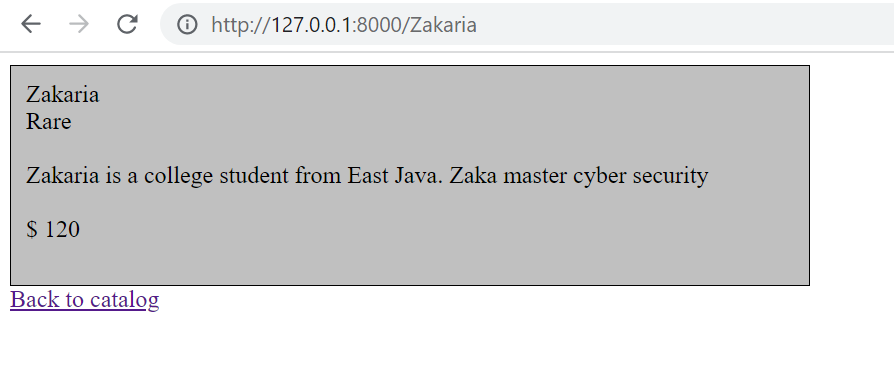 http://127.0.0.1:8000/Zakaria
Zakaria
Rare
Zakaria is a college student from East Java. Zaka master cyber security
$ 120
Back to catalog